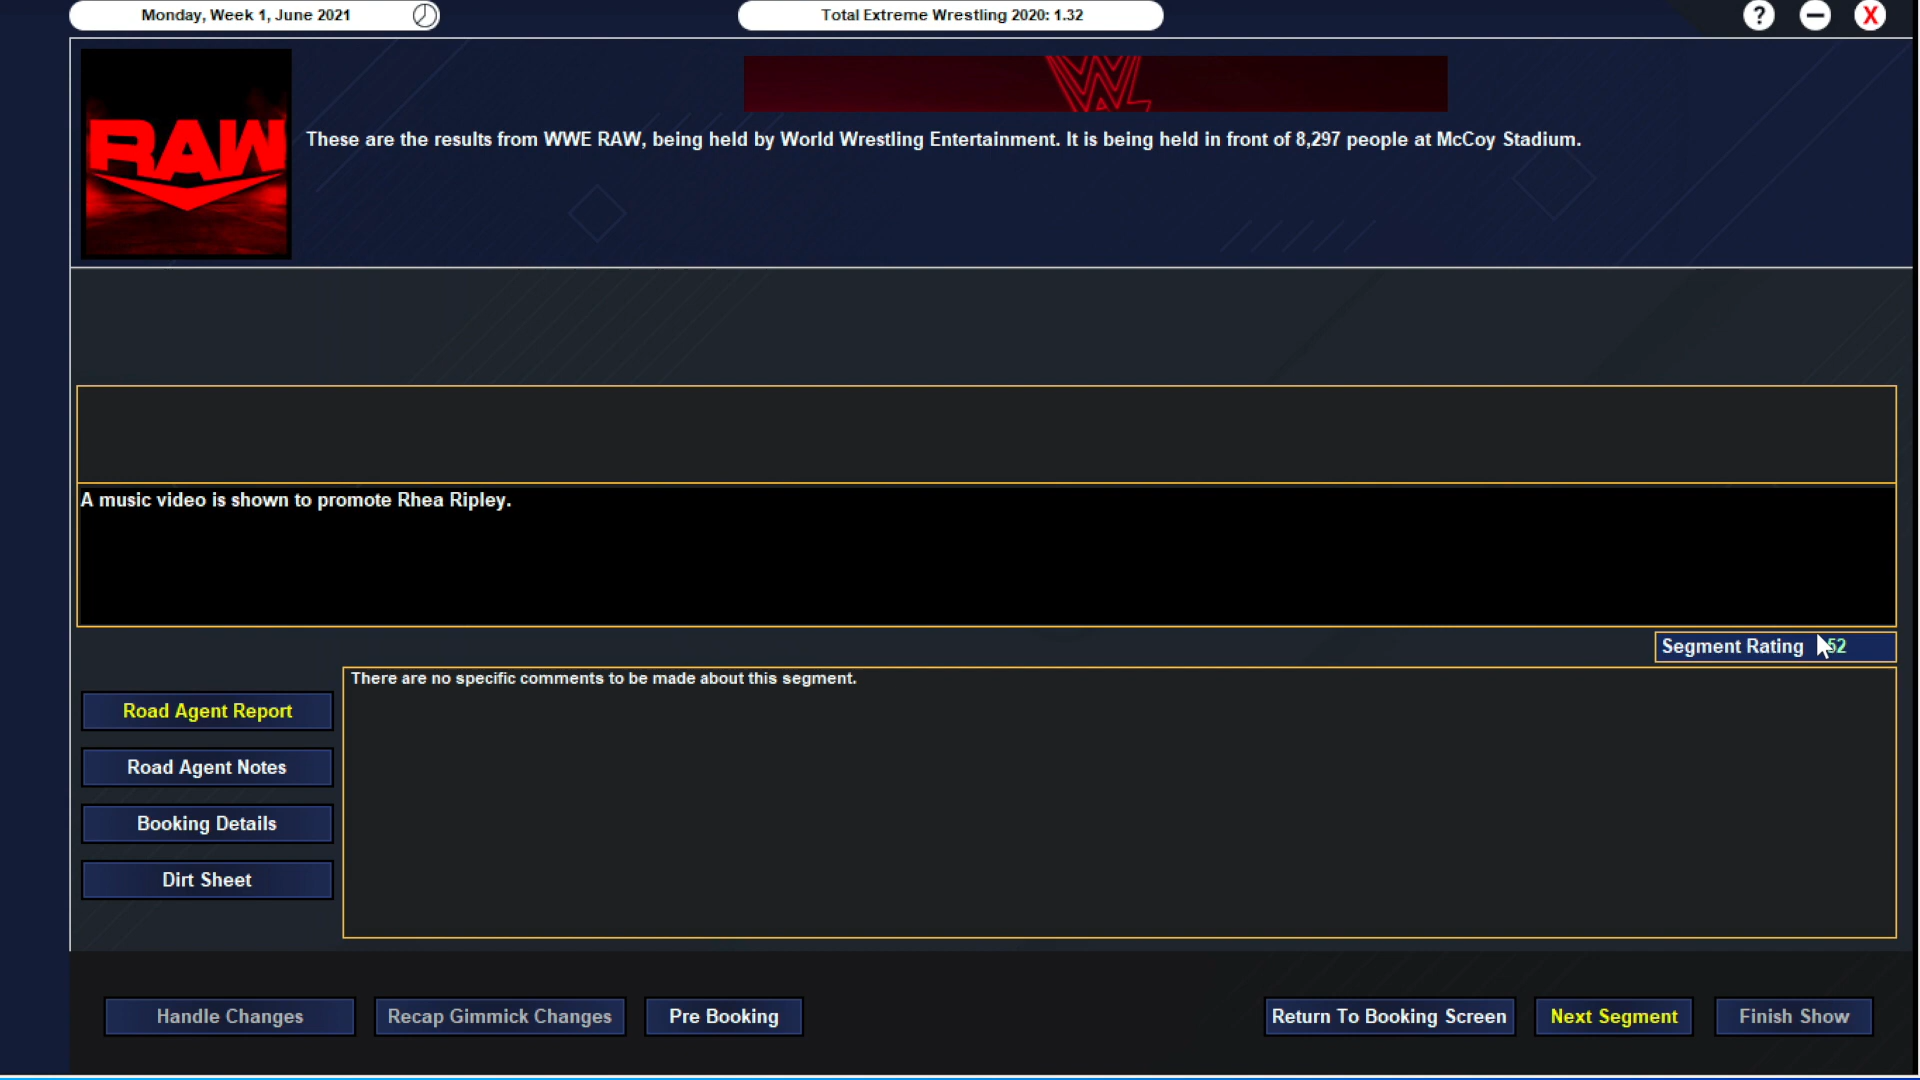 Monday, Week 1, June 2021
Total Extreme Wrestling 2020: 1.32
?
X
RAW
W
These are the results from WWE RAW, being held by World Wrestling Entertainment. It is being held in front of 8,297 people at McCoy Stadium.
A music video is shown to promote Rhea Ripley.
Segment Rating 52
There are no specific comments to be made about this segment.
Road Agent Report
Road Agent Notes
Booking Details
Dirt Sheet
Handle Changes
Recap Gimmick Changes
Pre Booking
Return To Booking Screen
Next Segment
Finish Show